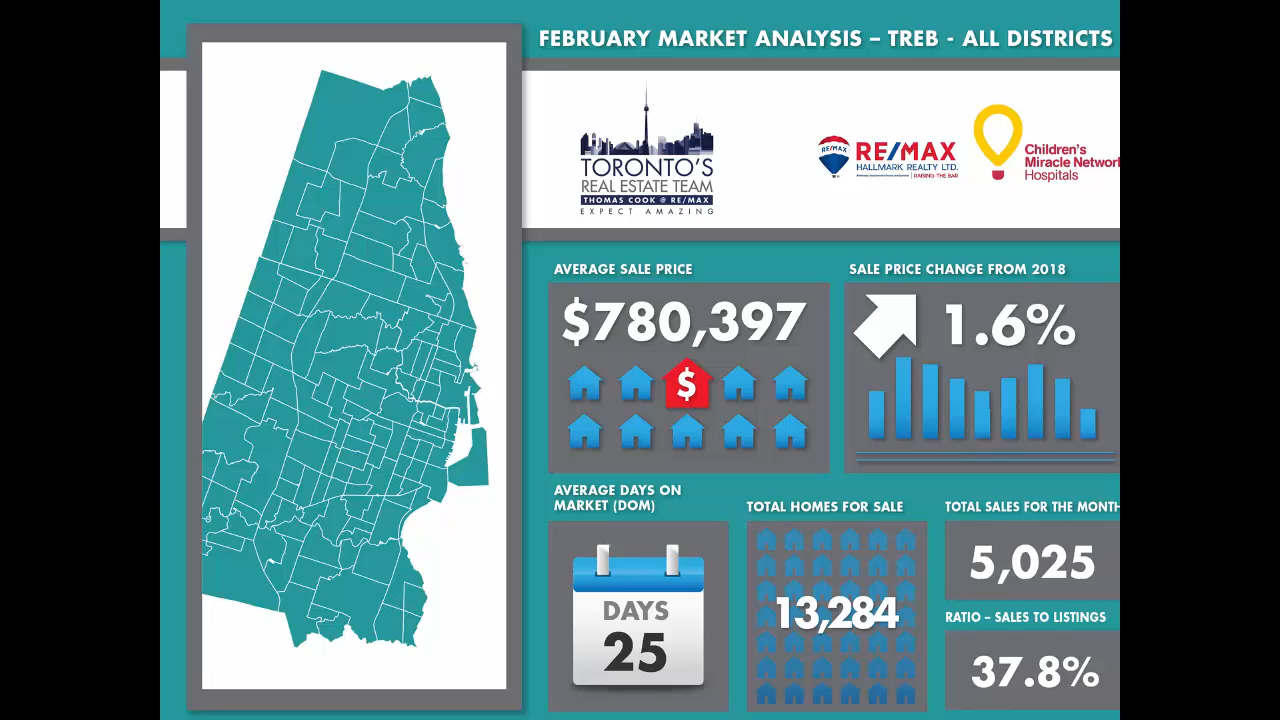 FEBRUARY MARKET ANALYSIS – TREB - ALL DISTRICTS
TORONTO'S
REAL ESTATE TEAM
THOMAS COOK @ RE/MAX
EXPECT AMAZING
RE/MAX
RE/MAX
HALLMARK REALTY LTD.
RAISING THE BAR
Children's
Miracle Network
Hospitals
AVERAGE SALE PRICE
$780,397
$
SALE PRICE CHANGE FROM 2018
1.6%
AVERAGE DAYS ON
MARKET (DOM)
DAYS
25
TOTAL HOMES FOR SALE
13,284
TOTAL SALES FOR THE MONTH
5,025
RATIO – SALES TO LISTINGS
37.8%